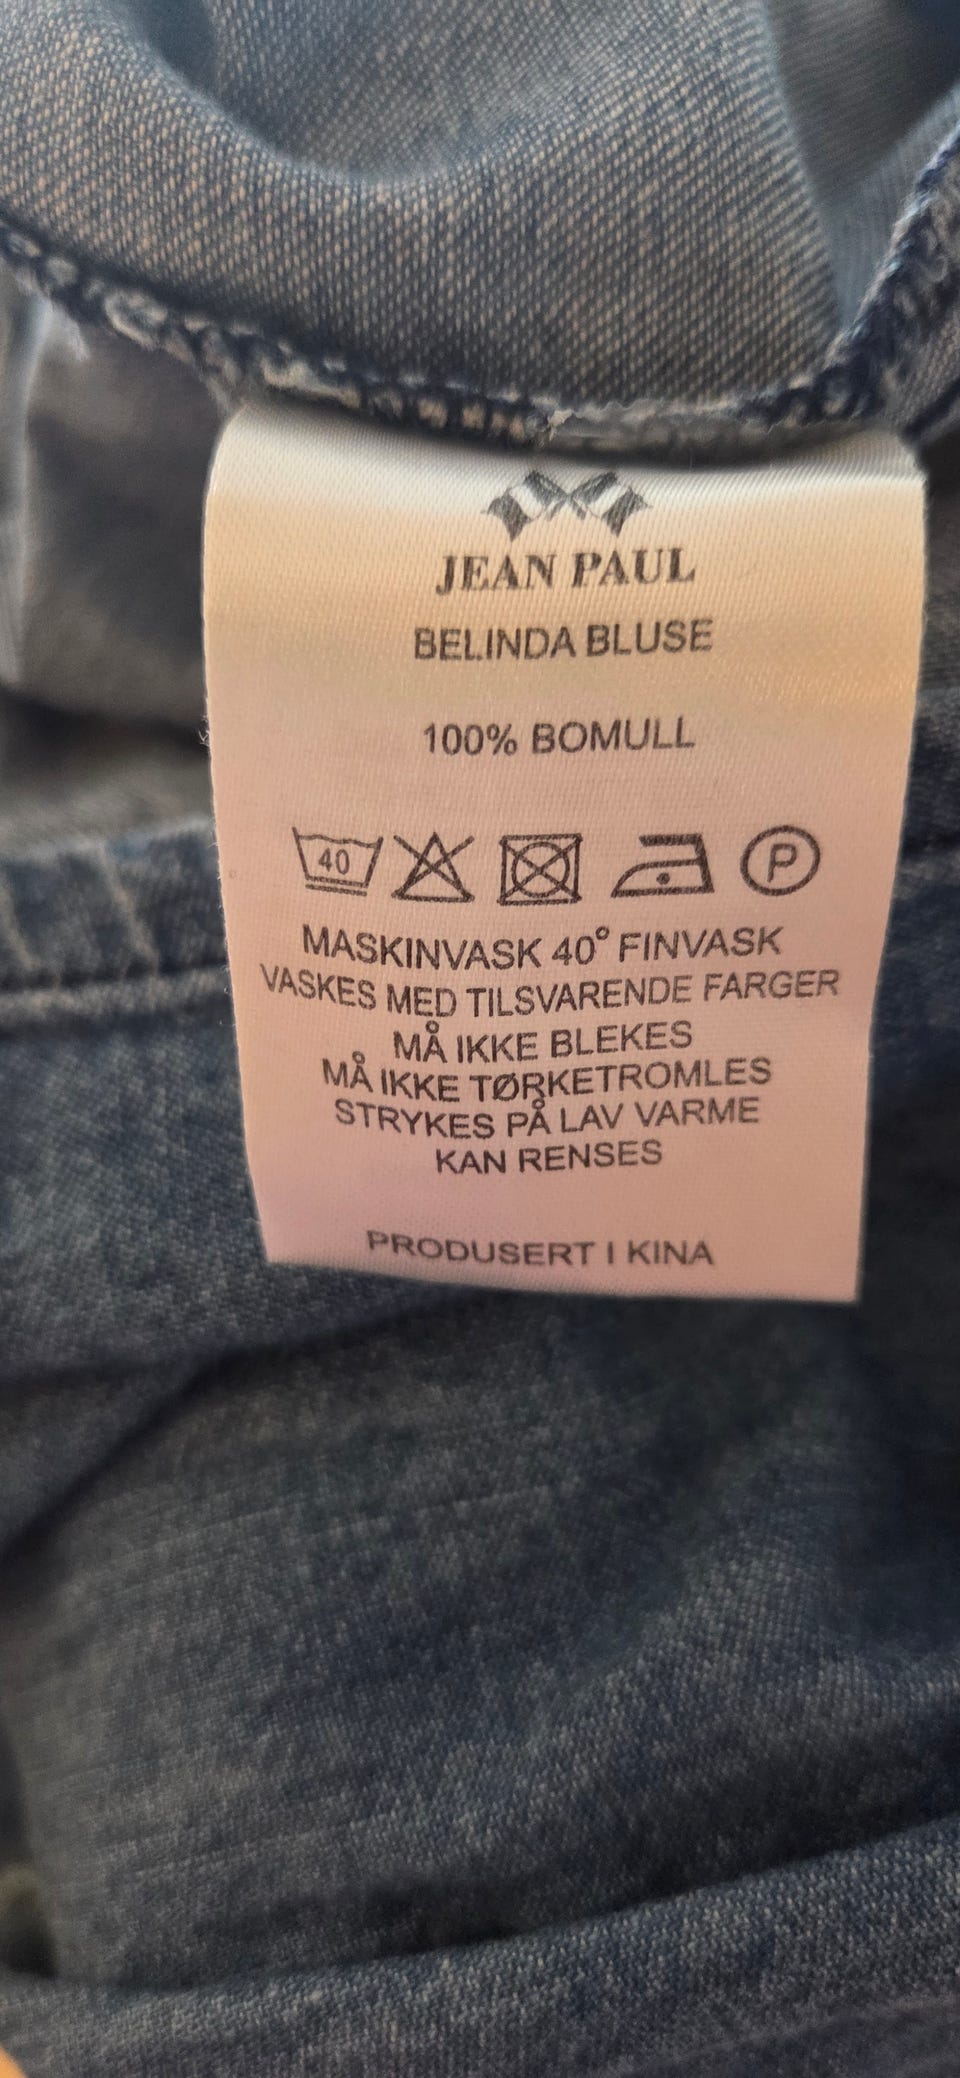 JEAN PAUL
BELINDA BLUSE
100% BOMULL
40 P
MASKINVASK 40° FINVASK
VASKES MED TILSVARENDE FARGER
MÅ IKKE BLEKES
MÅ IKKE TØRKETROMLES
STRYKES PÅ LAV VARME
KAN RENSES
PRODUSERT I KINA